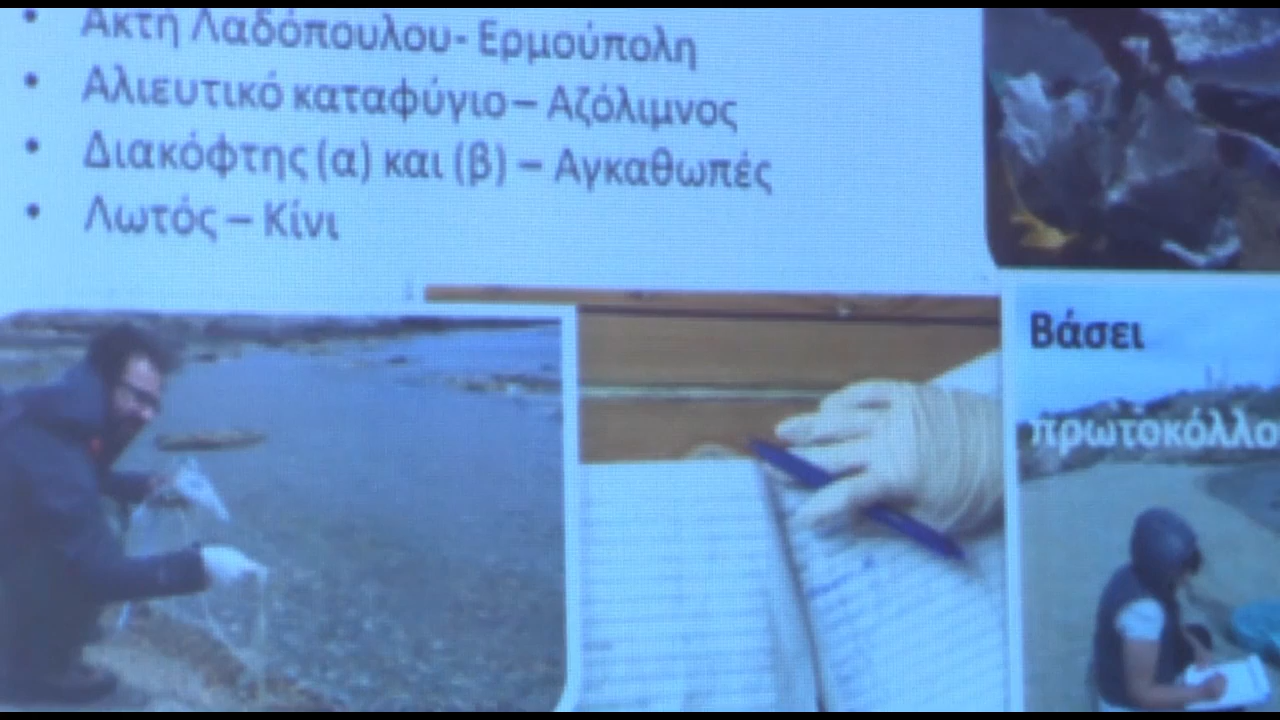 • Ακτή Λαδόπουλου- Ερμούπολη
• Αλιευτικό καταφύγιο – Αζόλιμνος
• Διακόφτης (α) και (β) – Αγκαθωπές
• Λωτός – Κίνι
Βάσει
πρωτοκόλλο